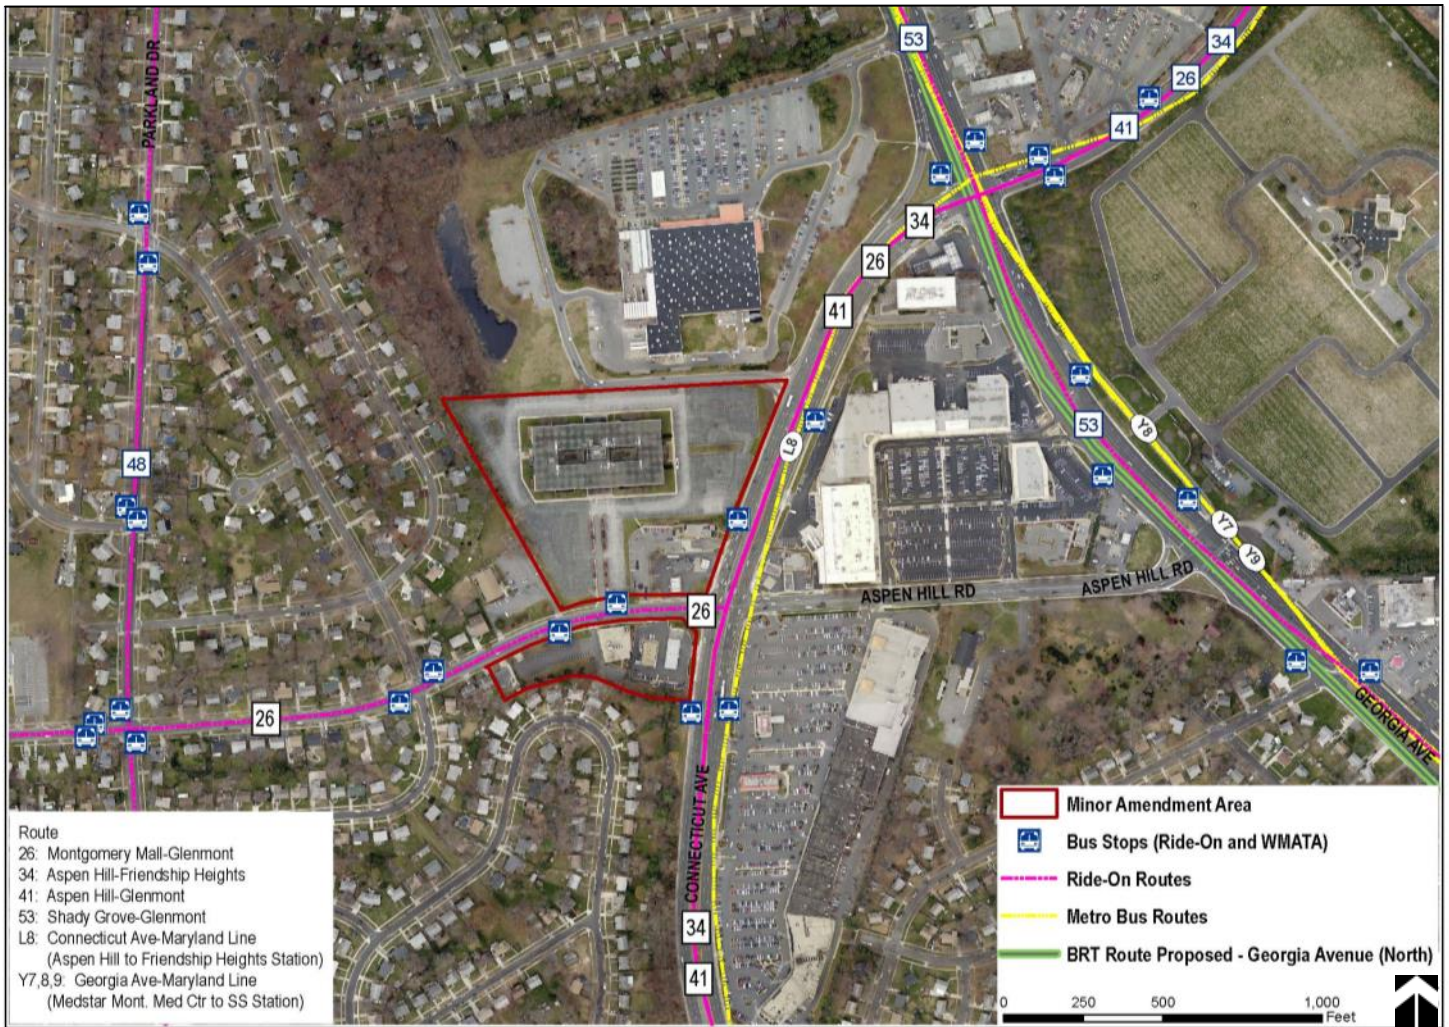 53
34
26
41
PARKLAND DR
34
26
41
48
53
L8
Y8
Y7
Y9
ASPEN HILL RD
ASPEN HILL RD
26
26
GEORGIA AVE
CONNECTICUT AVE
34
41
Route
26: Montgomery Mall-Glenmont
34: Aspen Hill-Friendship Heights
41: Aspen Hill-Glenmont
53: Shady Grove-Glenmont
L8: Connecticut Ave-Maryland Line
(Aspen Hill to Friendship Heights Station)
Y7,8,9: Georgia Ave-Maryland Line
(Medstar Mont. Med Ctr to SS Station)
Minor Amendment Area
Bus Stops (Ride-On and WMATA)
Ride-On Routes
Metro Bus Routes
BRT Route Proposed - Georgia Avenue (North)
0 250 500 1,000
Feet